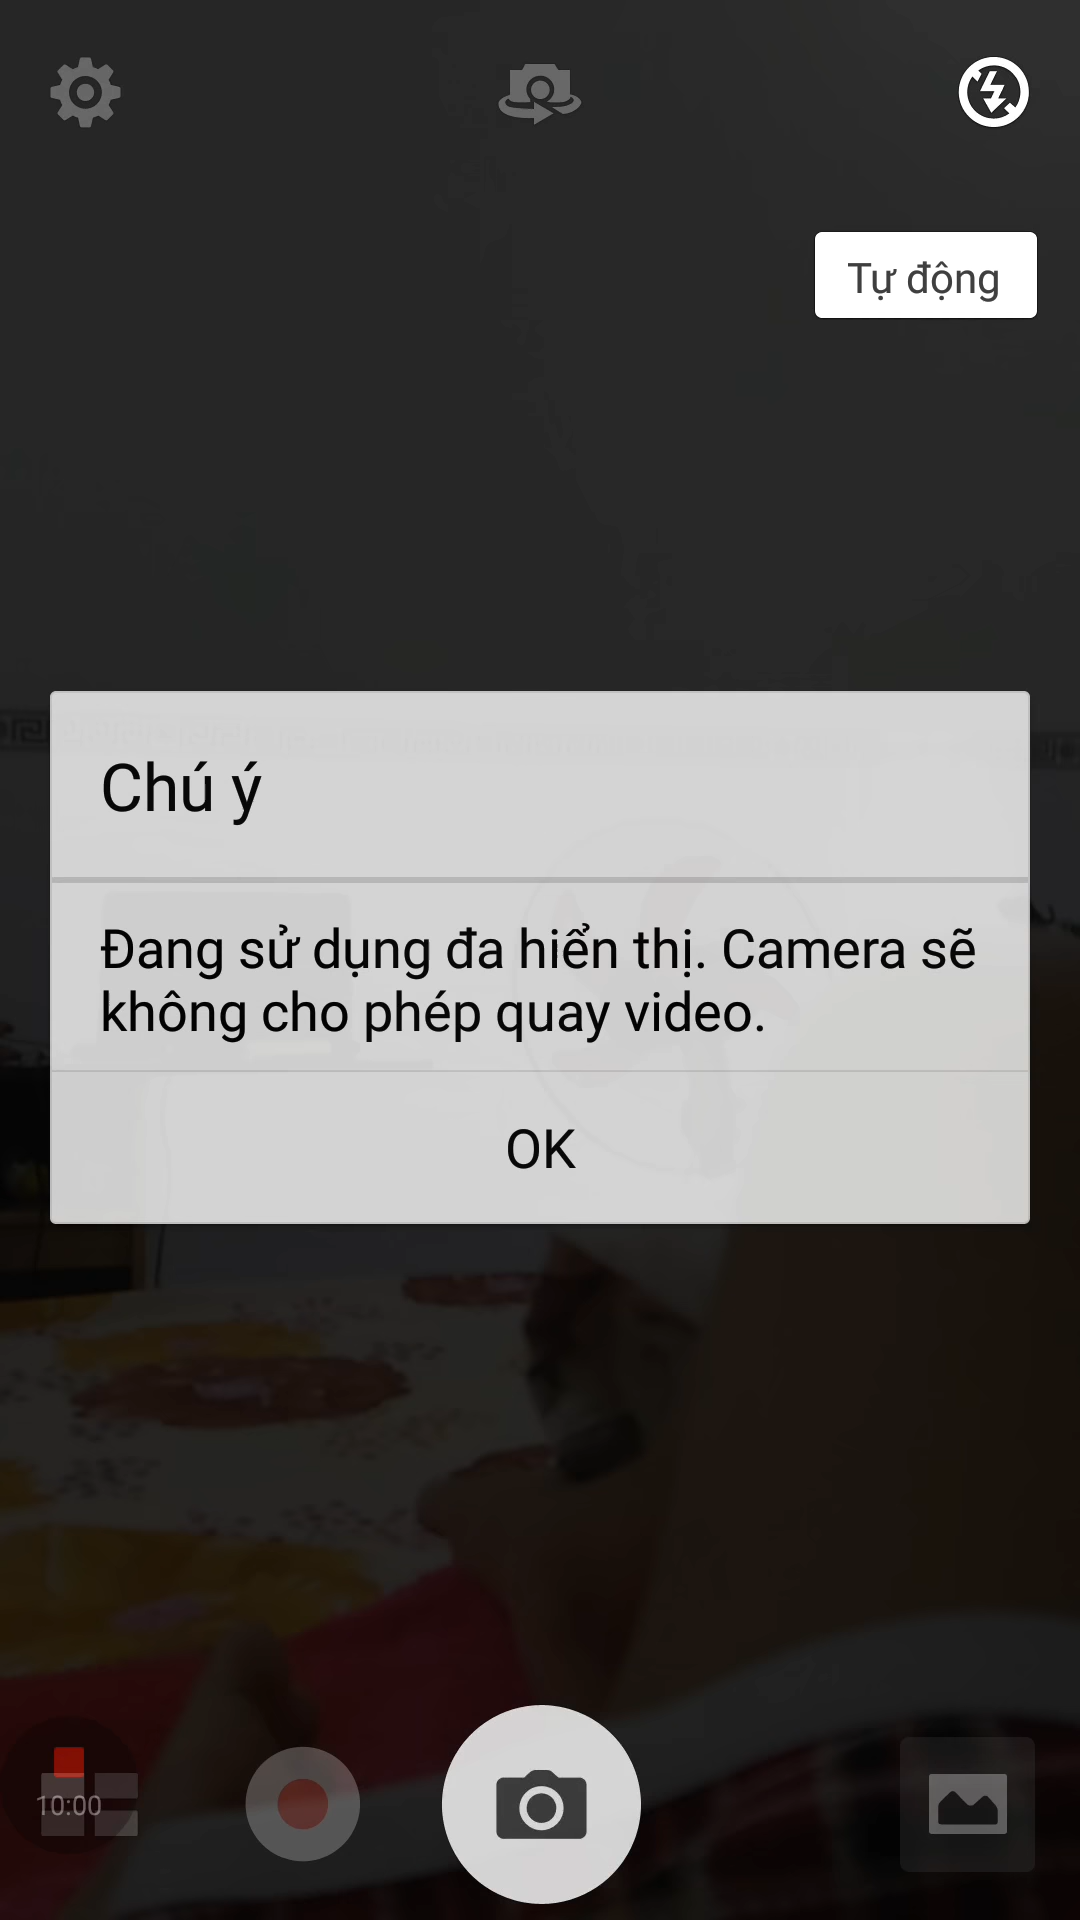 Tự động
Chú ý
Đang sử dụng đa hiển thị. Camera sẽ
không cho phép quay video.
OK
10:00